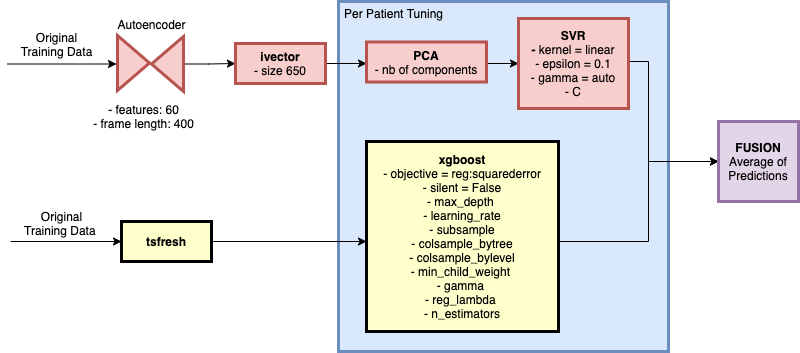 Per Patient Tuning
Autoencoder
Original
Training Data
- features: 60
- frame length: 400
ivector
- size 650
PCA
- nb of components
SVR
- kernel = linear
- epsilon = 0.1
- gamma = auto
- C
xgboost
- objective = reg:squarederror
- silent = False
- max_depth
- learning_rate
- subsample
- colsample_bytree
- colsample_bylevel
- min_child_weight
- gamma
- reg_lambda
- n_estimators
Original
Training Data
tsfresh
FUSION
Average of
Predictions